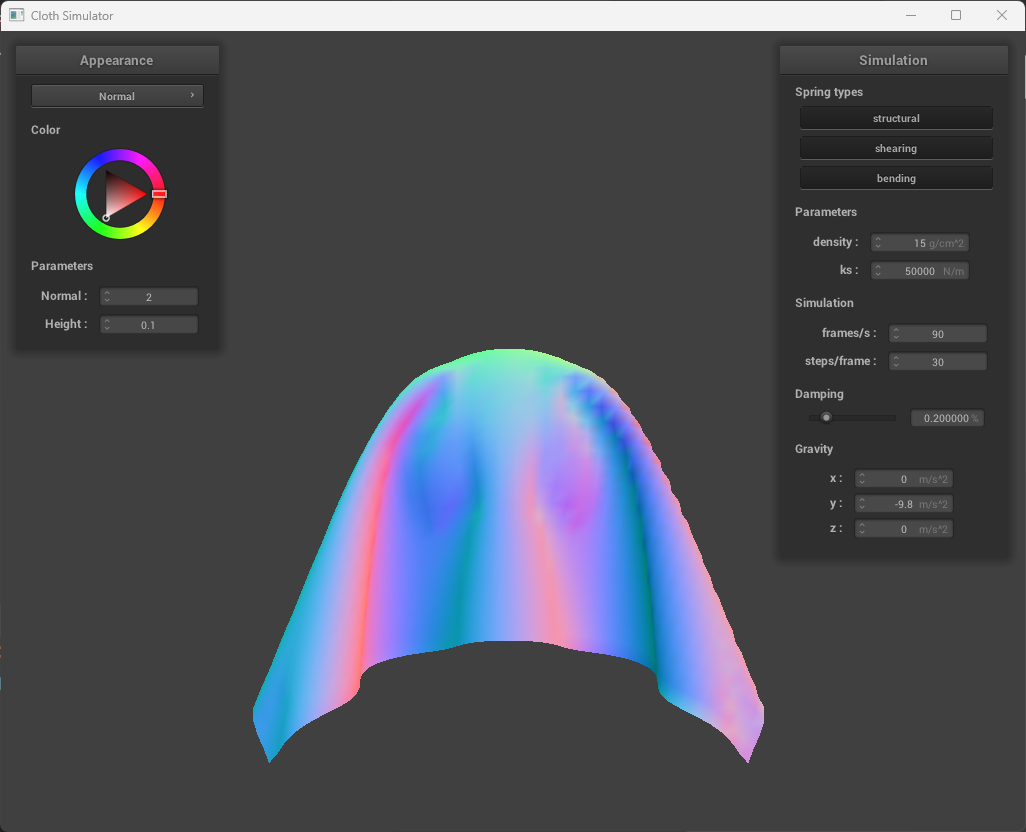 Cloth Simulator
Appearance
Normal
Color
Parameters
Normal : 2
Height : 0.1
Simulation
Spring types
structural
shearing
bending
Parameters
density : 15 g/cm^2
ks : 50000 N/m
Simulation
frames/s : 90
steps/frame : 30
Damping
0.200000 %
Gravity
x : 0 m/s^2
y : -9.8 m/s^2
z : 0 m/s^2